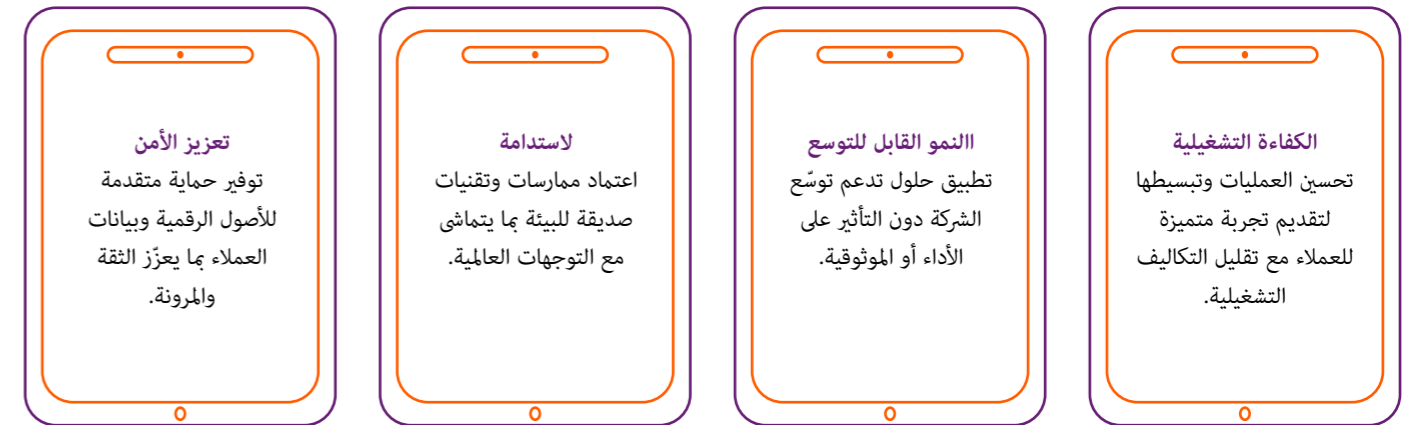 الكفاءة التشغيلية
تحسين العمليات وتبسيطها
لتقديم تجربة متميزة
للعملاء مع تقليل التكاليف
التشغيلية.
االنمو القابل للتوسع
تطبيق حلول تدعم توسّع
الشركة دون التأثير على
الأداء أو الموثوقية.
لاستدامة
اعتماد ممارسات وتقنيات
صديقة للبيئة بما يتماشى
مع التوجهات العالمية.
تعزيز الأمن
توفير حماية متقدمة
للأصول الرقمية وبيانات
العملاء بما يعزّز الثقة
والمرونة.